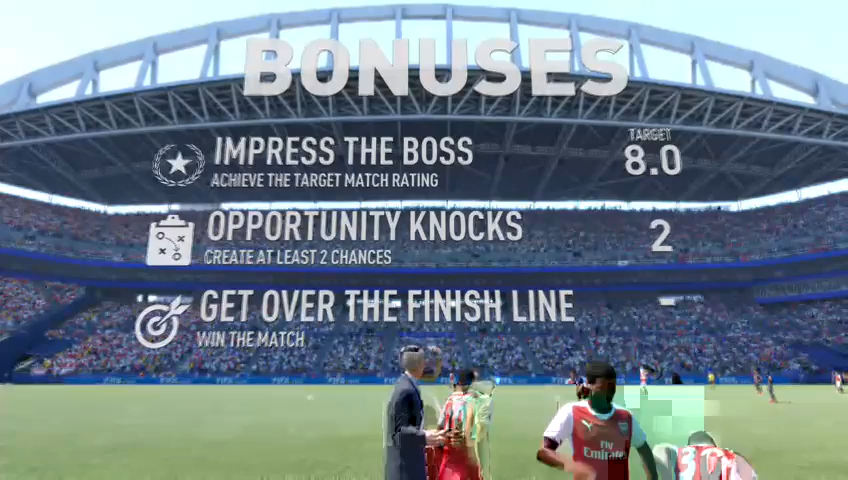 BONUSES
IMPRESS THE BOSS
ACHIEVE THE TARGET MATCH RATING
TARGET
8.0
OPPORTUNITY KNOCKS
CREATE AT LEAST 2 CHANCES
2
GET OVER THE FINISH LINE
WIN THE MATCH
FIFA
Fly
Emirates